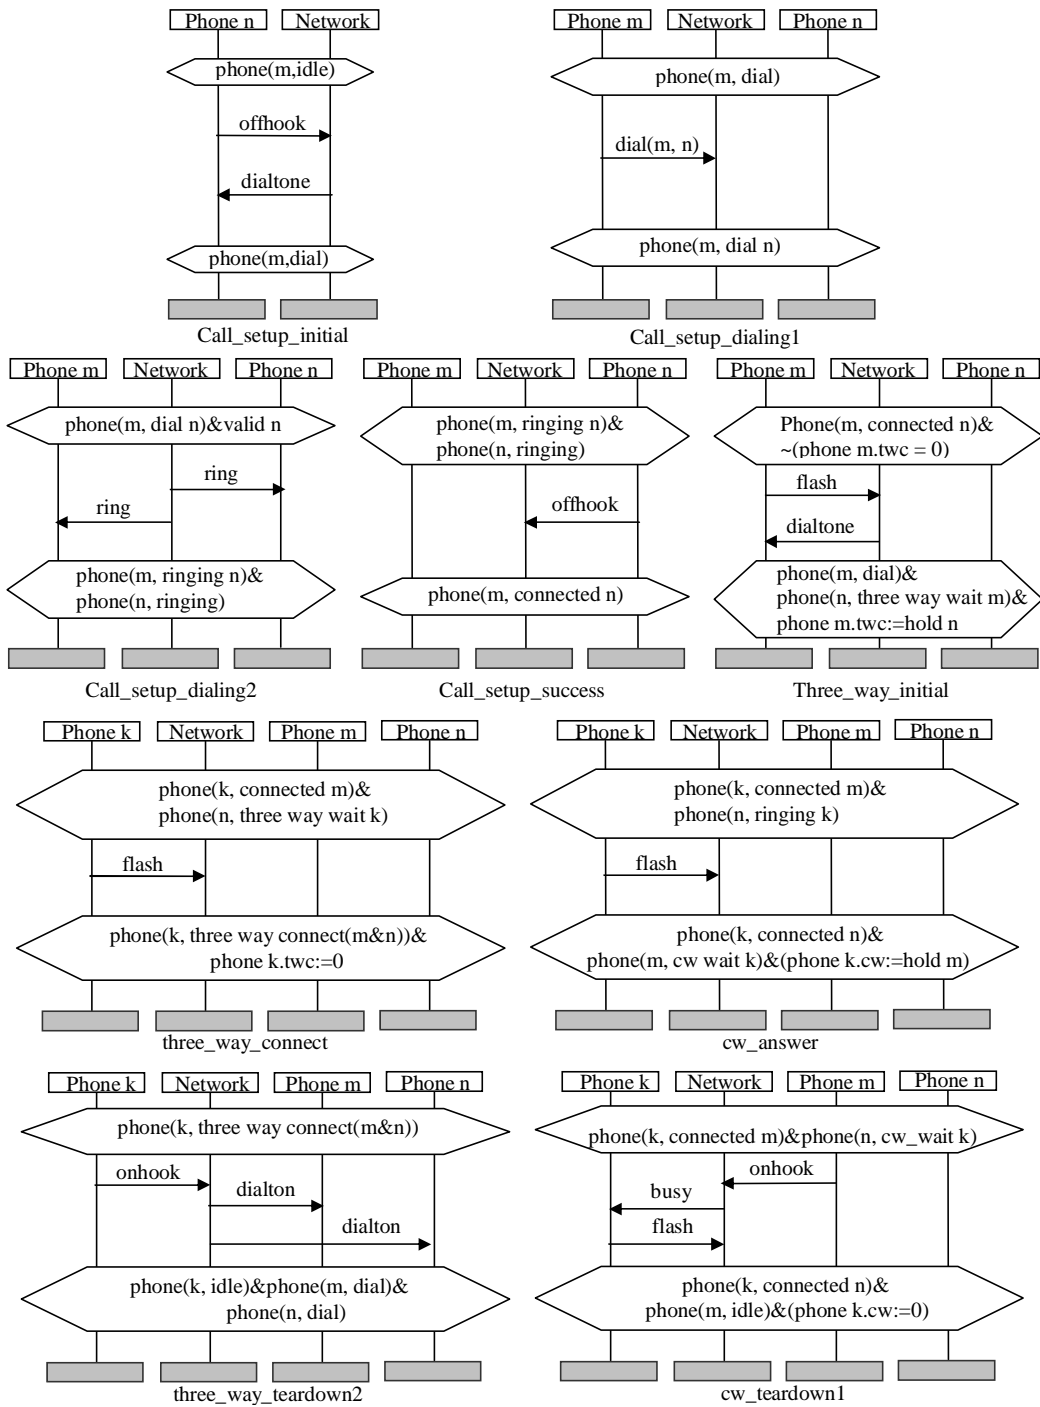 Phone n Network
phone(m,idle)
offhook
dialtone
phone(m,dial)
Call_setup_initial
Phone m Network Phone n
phone(m, dial)
dial(m, n)
phone(m, dial n)
Call_setup_dialing1
Phone m Network Phone n
phone(m, dial n)&valid n
ring
ring
phone(m, ringing n)&
phone(n, ringing)
Call_setup_dialing2
Phone m Network Phone n
phone(m, ringing n)&
phone(n, ringing)
offhook
phone(m, connected n)
Call_setup_success
Phone m Network Phone n
Phone(m, connected n)&
~(phone m.twc = 0)
flash
dialtone
phone(m, dial)&
phone(n, three way wait m)&
phone m.twc:=hold n
Three_way_initial
Phone k Network Phone m Phone n
phone(k, connected m)&
phone(n, three way wait k)
flash
phone(k, three way connect(m&n))&
phone k.twc:=0
three_way_connect
Phone k Network Phone m Phone n
phone(k, connected m)&
phone(n, ringing k)
flash
phone(k, connected n)&
phone(m, cw wait k)&(phone k.cw:=hold m)
cw_answer
Phone k Network Phone m Phone n
phone(k, three way connect(m&n))
onhook
dialton
dialton
phone(k, idle)&phone(m, dial)&
phone(n, dial)
three_way_teardown2
Phone k Network Phone m Phone n
phone(k, connected m)&phone(n, cw_wait k)
onhook
busy
flash
phone(k, connected n)&
phone(m, idle)&(phone k.cw:=0)
cw_teardown1